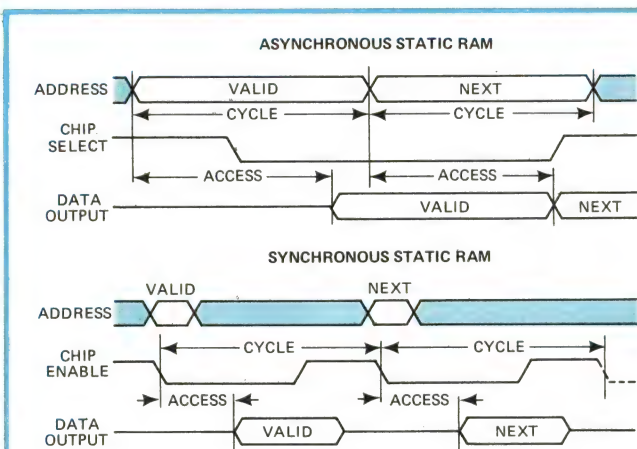 ASYNCHRONOUS STATIC RAM
ADDRESS
VALID
NEXT
CYCLE
CYCLE
CHIP
SELECT
ACCESS
ACCESS
DATA
OUTPUT
VALID
NEXT
SYNCHRONOUS STATIC RAM
VALID
NEXT
ADDRESS
CYCLE
CYCLE
CHIP
ENABLE
ACCESS
ACCESS
DATA
OUTPUT
VALID
NEXT